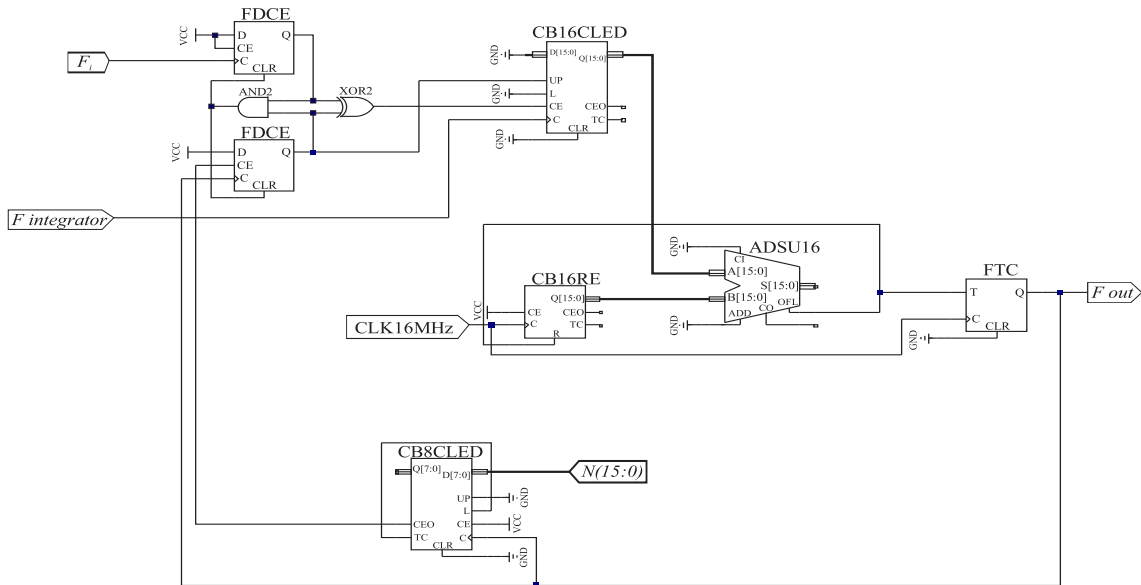 FDCE
VCC
D
Q
CE
C
CLR
F_i
AND2
XOR2
FDCE
VCC
D
Q
CE
C
CLR
F integrator
CB16CLED
GND
D[15:0]
Q[15:0]
UP
L
GND
CE
CEO
C
TC
CLR
GND
ADSU16
GND
CI
A[15:0]
S[15:0]
B[15:0]
OFL
CO
ADD
GND
CB16RE
Q[15:0]
VCC
CE
CEO
C
TC
R
CLK16MHz
FTC
T
Q
C
CLR
GND
F out
CB8CLED
Q[7:0]
D[7:0]
N(15:0)
UP
GND
L
CEO
CE
VCC
TC
C
CLR
GND